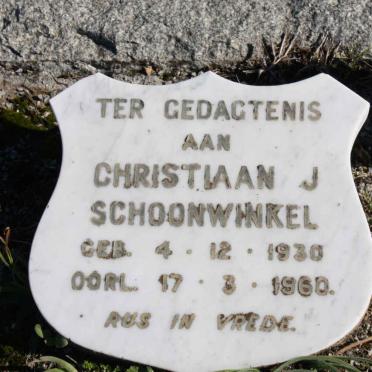 TER GEDAGTENIS
AAN
CHRISTIAAN J
SCHOONWINKEL
GEB. 4 · 12 · 1930
OORL. 17 · 3 · 1960.
RUS IN VREDE.